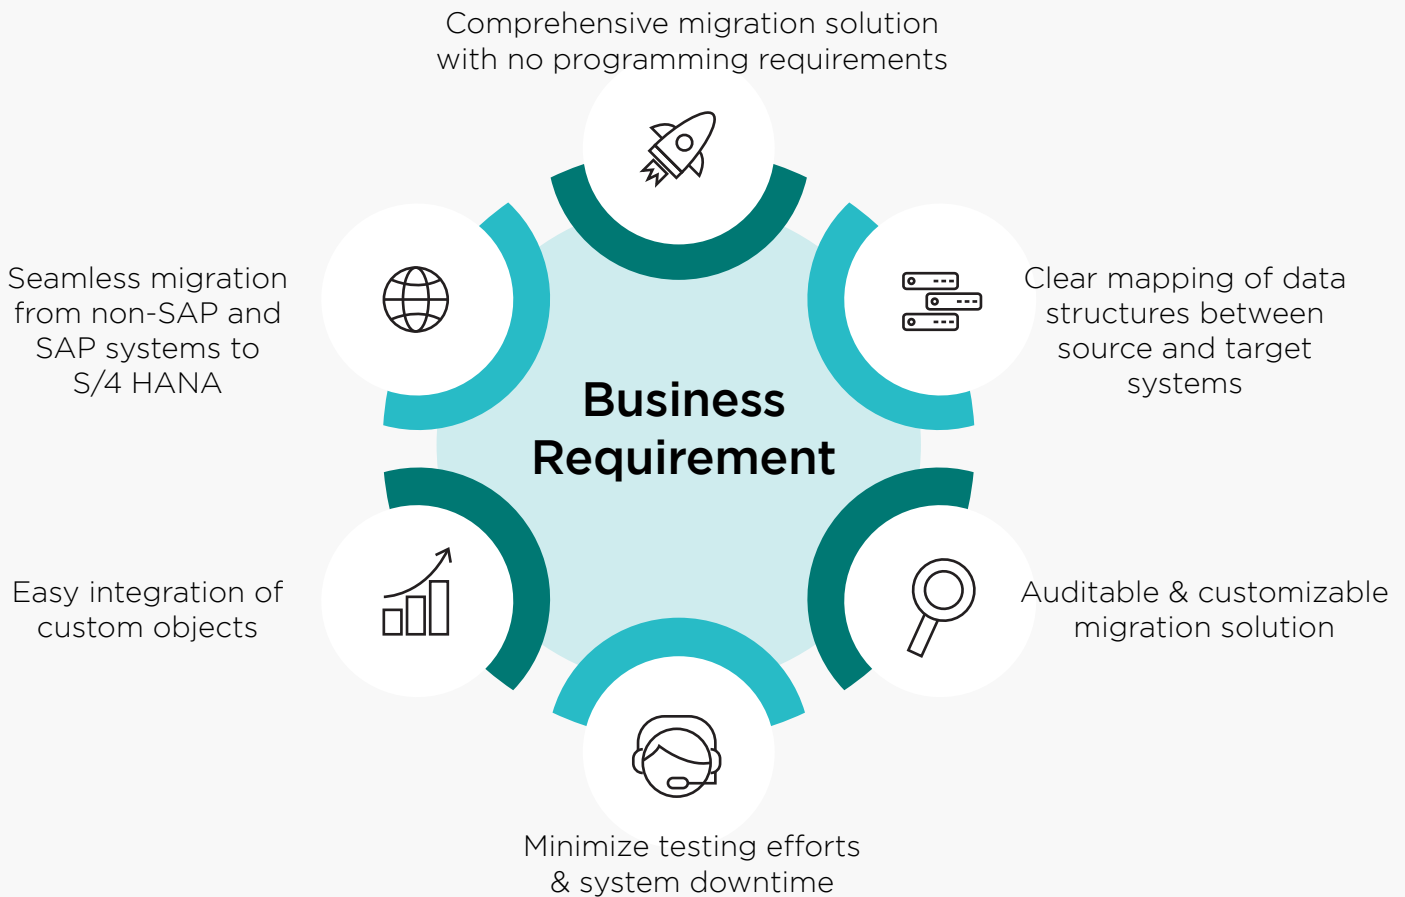 Comprehensive migration solution
with no programming requirements
Seamless migration
from non-SAP and
SAP systems to
S/4 HANA
Clear mapping of data
structures between
source and target
systems
Business
Requirement
Easy integration of
custom objects
Auditable & customizable
migration solution
Minimize testing efforts
& system downtime